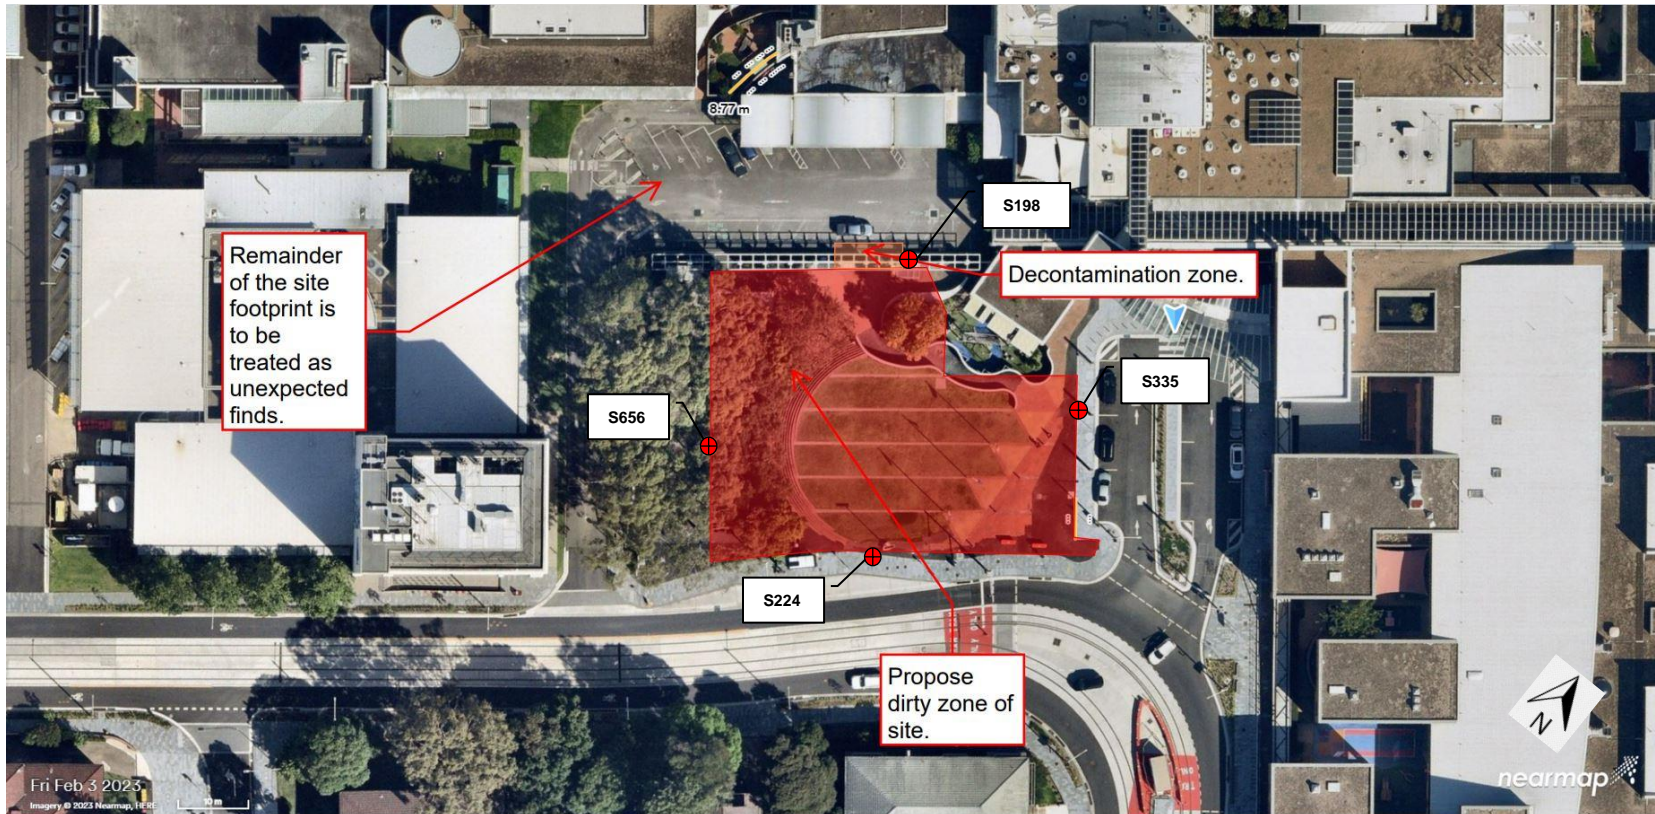 8.77m
S198
Remainder
of the site
footprint is
to be
treated as
unexpected
finds.
Decontamination zone.
S335
S656
S224
Propose
dirty zone of
site.
N
Fri Feb 3 2023
Imagery © 2023 Nearmap, HERE
10 m
nearmap